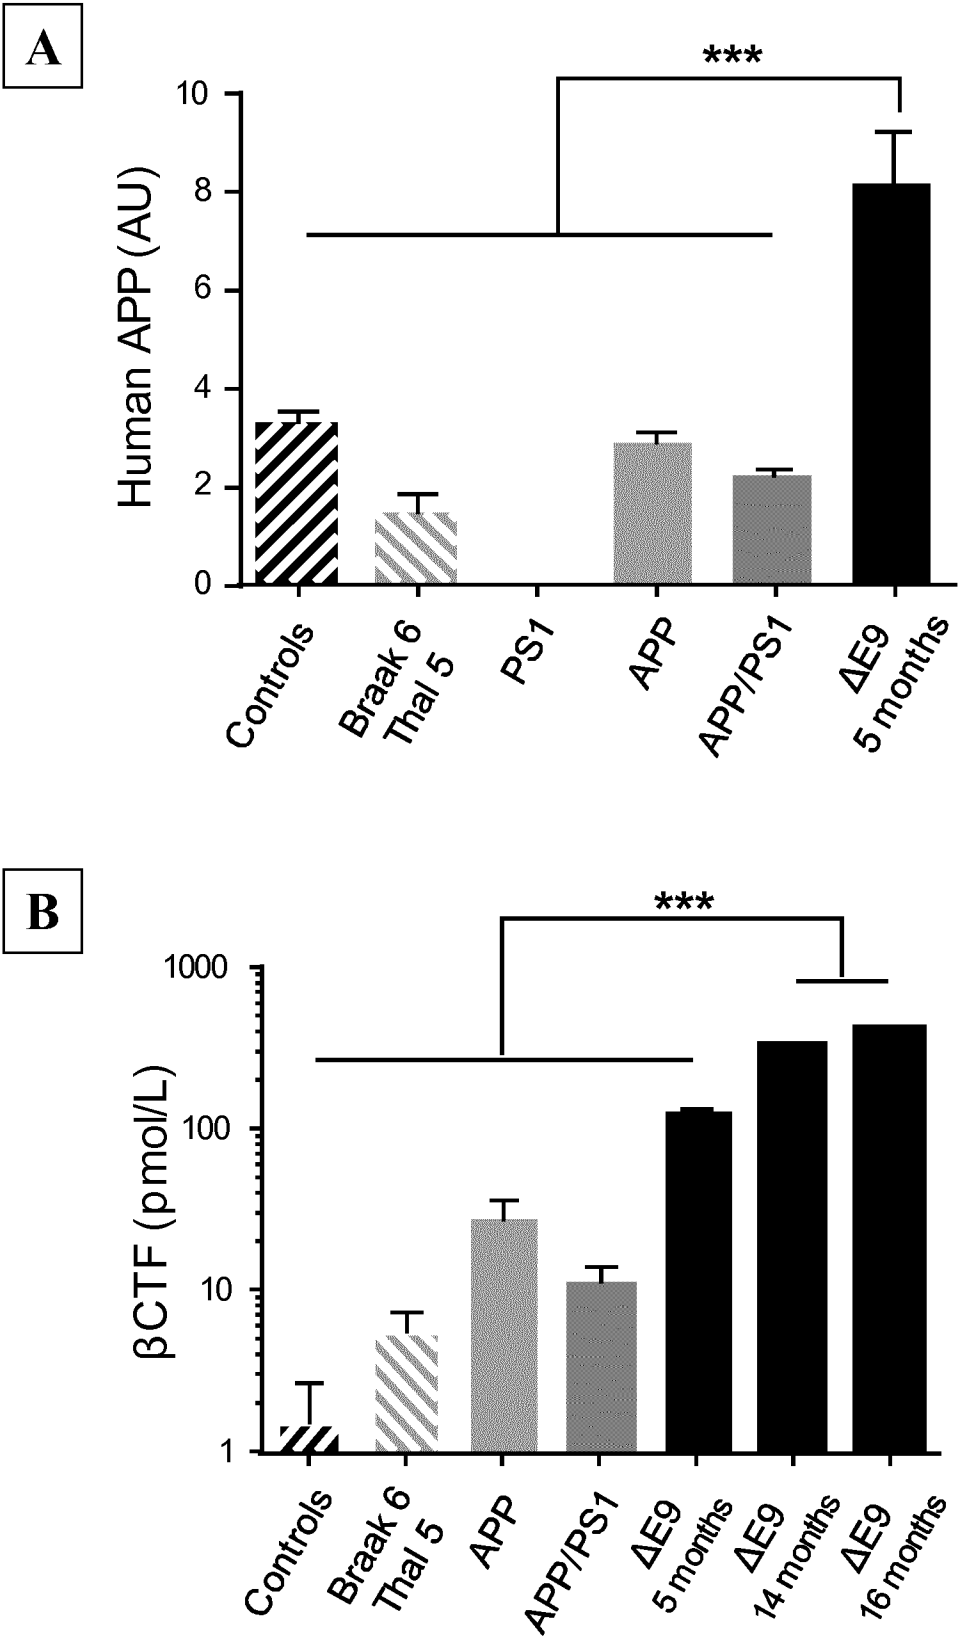 A
***
10
8
6
4
2
0
Human APP (AU)
Controls
Braak 6
Thal 5
PS1
APP
APP/PS1
ΔE9
5 months
B
***
1000
100
10
1
βCTF (pmol/L)
Controls
Braak 6
Thal 5
APP
APP/PS1
ΔE9
5 months
ΔE9
14 months
ΔE9
16 months